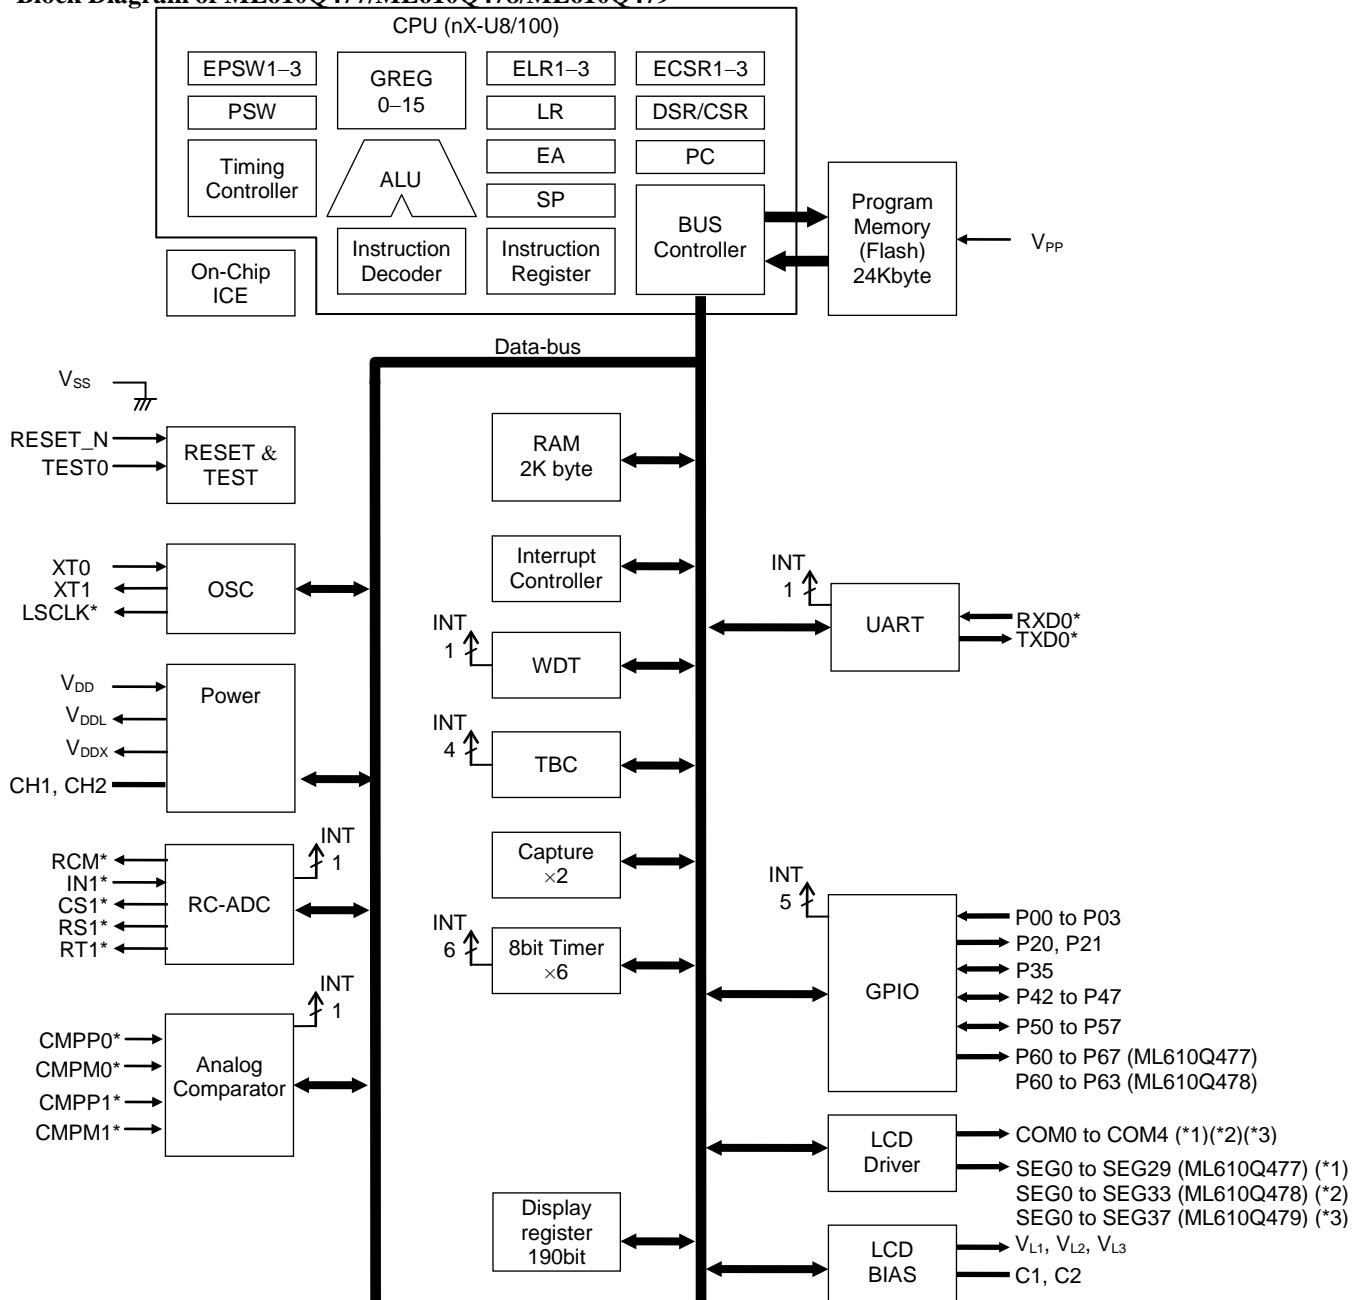 Block Diagram of ML610Q477/ML610Q478/ML610Q479
CPU (nX-U8/100)
EPSW1–3
GREG
0–15
ELR1–3
ECSR1–3
PSW
LR
DSR/CSR
Timing
Controller
ALU
EA
PC
SP
BUS
Controller
Program
Memory
(Flash)
24Kbyte
VPP
On-Chip
ICE
Instruction
Decoder
Instruction
Register
Data-bus
VSS
RESET_N
TEST0
RESET &
TEST
RAM
2K byte
XT0
XT1
LSCLK*
OSC
Interrupt
Controller
INT
1
UART
RXD0*
TXD0*
INT
1
WDT
VDD
VDDL
VDDX
CH1, CH2
Power
INT
4
TBC
RCM*
IN1*
CS1*
RS1*
RT1*
RC-ADC
INT
1
Capture
×2
INT
6
8bit Timer
×6
INT
5
GPIO
P00 to P03
P20, P21
P35
P42 to P47
P50 to P57
P60 to P67 (ML610Q477)
P60 to P63 (ML610Q478)
CMPP0*
CMPM0*
CMPP1*
CMPM1*
Analog
Comparator
INT
1
LCD
Driver
COM0 to COM4 (*1)(*2)(*3)
SEG0 to SEG29 (ML610Q477) (*1)
SEG0 to SEG33 (ML610Q478) (*2)
SEG0 to SEG37 (ML610Q479) (*3)
Display
register
190bit
LCD
BIAS
VL1, VL2, VL3
C1, C2